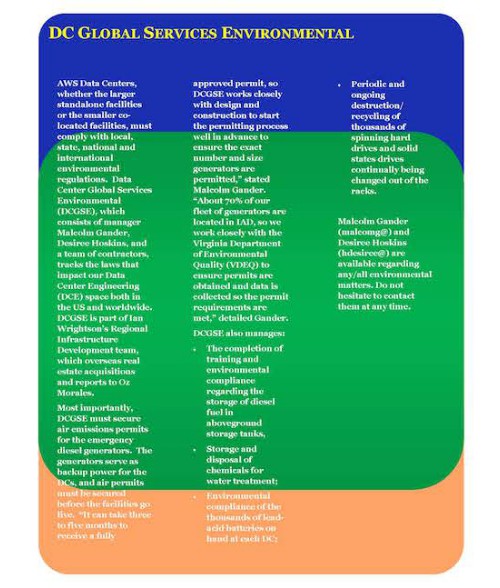 DC GLOBAL SERVICES ENVIRONMENTAL
AWS Data Centers,
whether the larger
standalone facilities
or the smaller co-
located facilities, must
comply with local,
state, national and
international
environmental
regulations. Data
Center Global Services
Environmental
(DCGSE), which
consists of manager
Malcolm Gander,
Desiree Hoskins, and
a team of contractors,
tracks the laws that
impact our Data
Center Engineering
(DCE) space both in
the US and worldwide.
DCGSE is part of Ian
Wrightson's Regional
Infrastructure
Development team,
which overseas real
estate acquisitions
and reports to Oz
Morales.
Most importantly,
DCGSE must secure
air emissions permits
for the emergency
diesel generators. The
generators serve as
backup power for the
DCs, and air permits
must be secured
before the facilities go
live. "It can take three
to five months to
receive a fully
approved permit, so
DCGSE works closely
with design and
construction to start
the permitting process
well in advance to
ensure the exact
number and size
generators are
permitted," stated
Malcolm Gander.
"About 70% of our
fleet of generators are
located in IAD, so we
work closely with the
Virginia Department
of Environmental
Quality (VDEQ) to
ensure permits are
obtained and data is
collected so the permit
requirements are
met," detailed Gander.
DCGSE also manages:
• The completion of
training and
environmental
compliance
regarding the
storage of diesel
fuel in
aboveground
storage tanks,
• Storage and
disposal of
chemicals for
water treatment;
• Environmental
compliance of the
thousands of lead-
acid batteries on
hand at each DC;
• Periodic and
ongoing
destruction/
recycling of
thousands of
spinning hard
drives and solid
states drives
continually being
changed out of the
racks.
Malcolm Gander
(malcomg@) and
Desiree Hoskins
(hdesiree@) are
available regarding
any/all environmental
matters. Do not
hesitate to contact
them at any time.